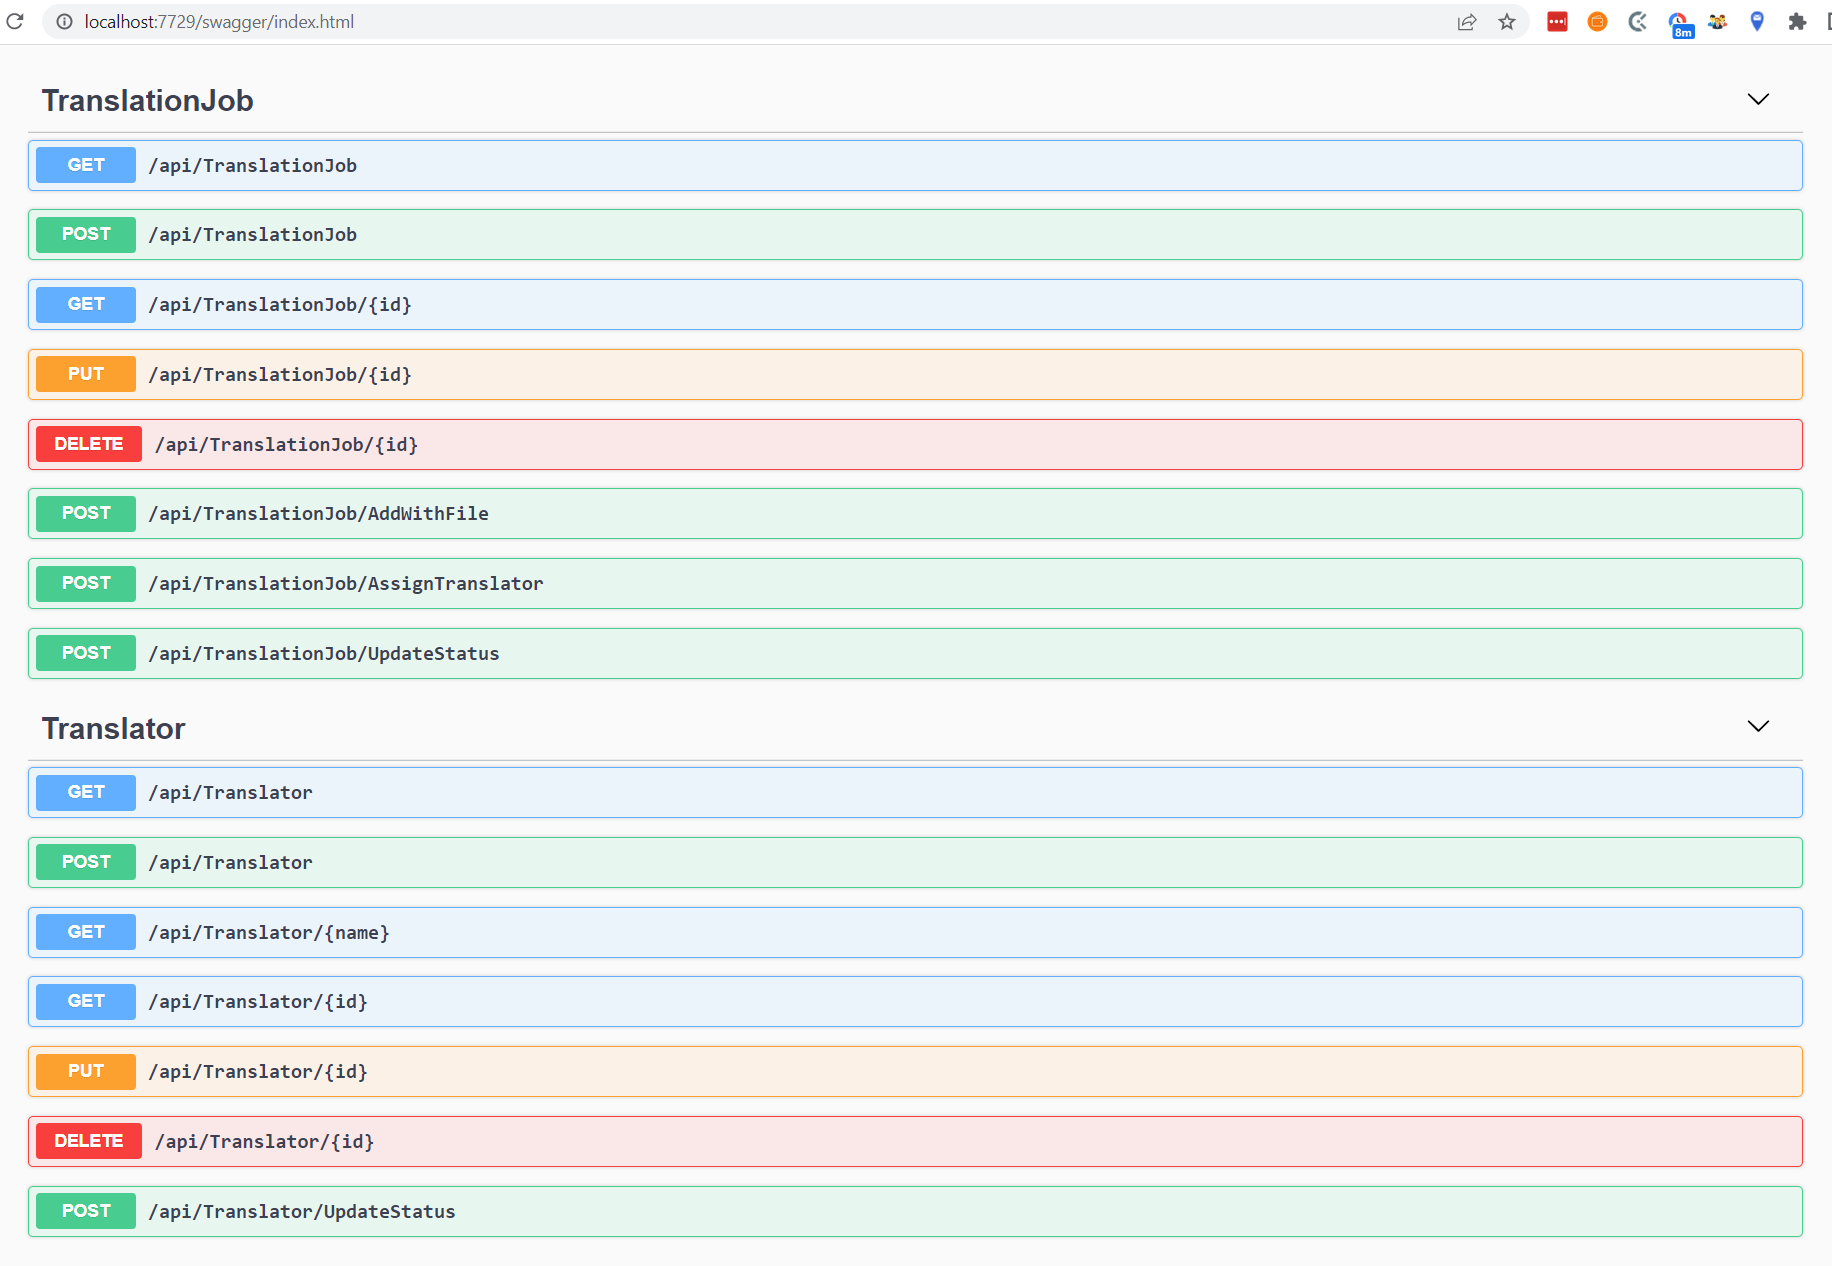 localhost:7729/swagger/index.html
8m
TranslationJob
GET /api/TranslationJob
POST /api/TranslationJob
GET /api/TranslationJob/{id}
PUT /api/TranslationJob/{id}
DELETE /api/TranslationJob/{id}
POST /api/TranslationJob/AddWithFile
POST /api/TranslationJob/AssignTranslator
POST /api/TranslationJob/UpdateStatus
Translator
GET /api/Translator
POST /api/Translator
GET /api/Translator/{name}
GET /api/Translator/{id}
PUT /api/Translator/{id}
DELETE /api/Translator/{id}
POST /api/Translator/UpdateStatus